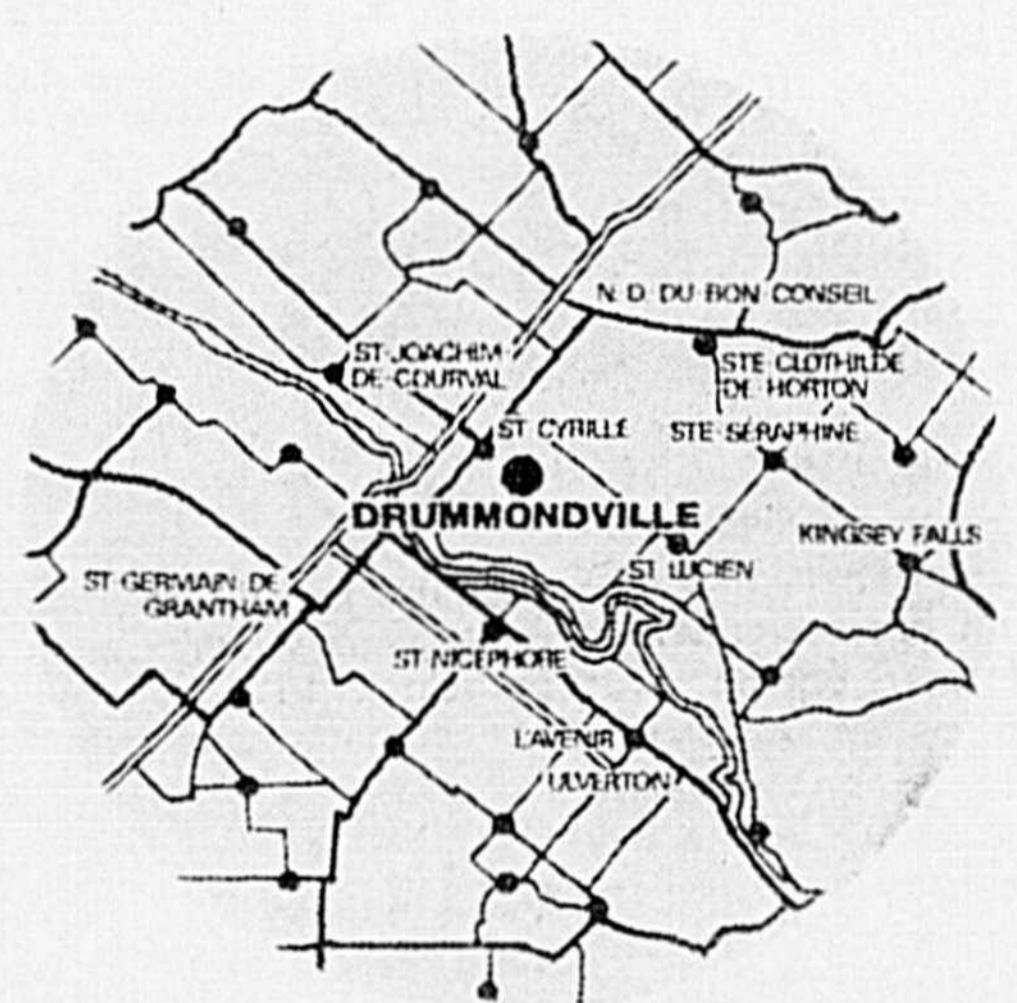 N. D. DU BON CONSEIL
ST-JOACHIM-
DE-COURVAL
STE-CLOTHILDE
DE-HORTON
ST CYRILLE
STE-SÉRAPHINE
DRUMMONDVILLE
KINGSEY FALLS
ST-LUCIEN
ST-GERMAIN-DE
GRANTHAM
ST-NICÉPHORE
L'AVENIR
ULVERTON